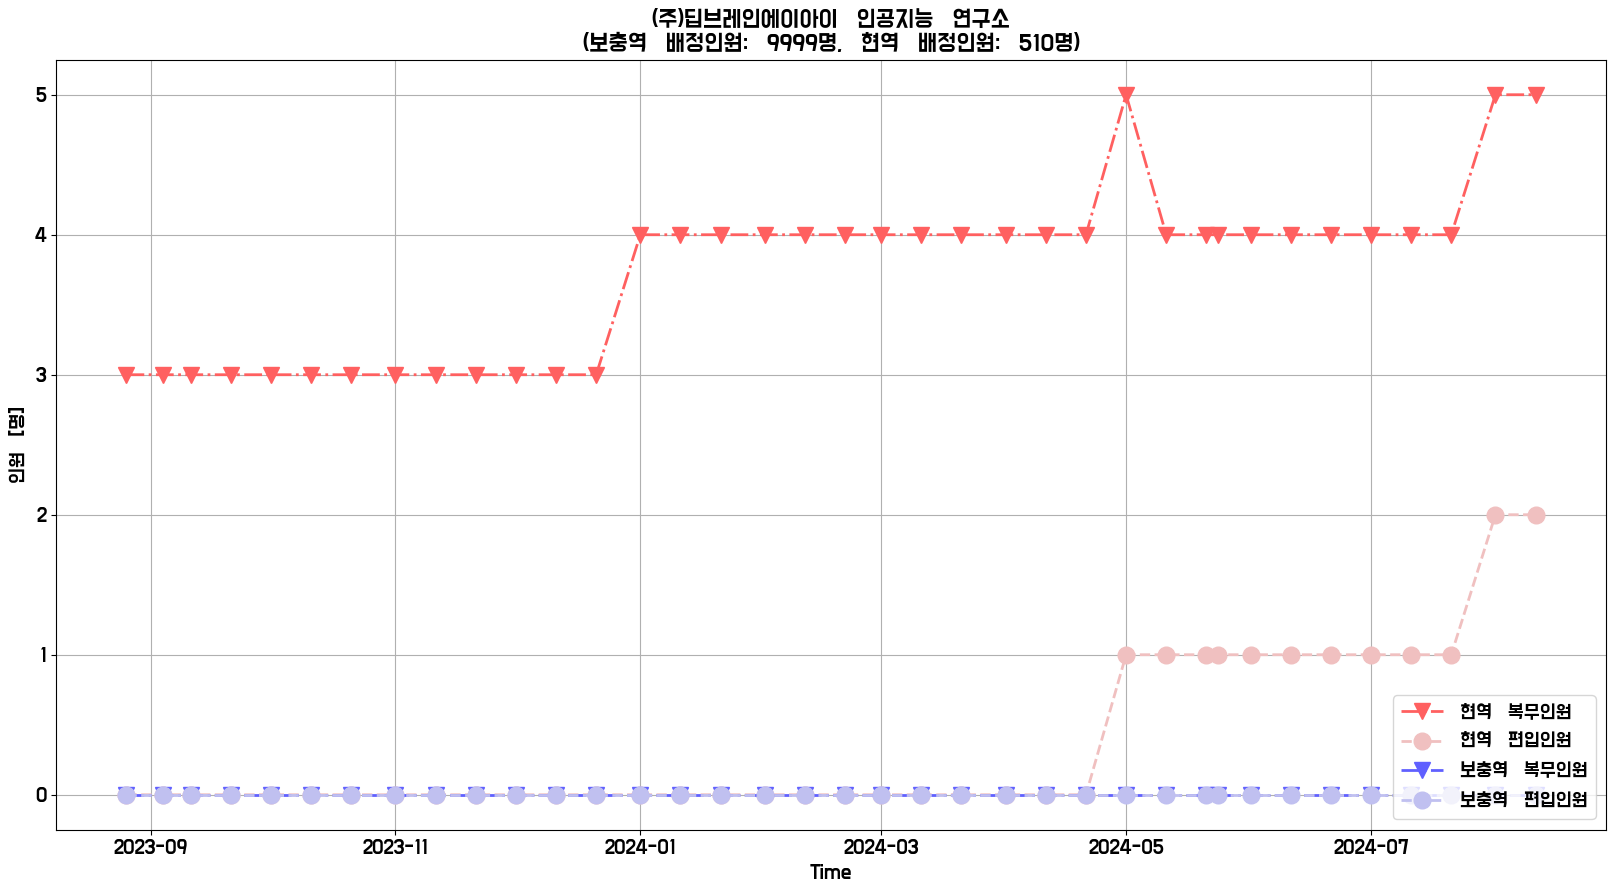 (주)딥브레인에이아이 인공지능 연구소
(보충역 배정인원: 9999명, 현역 배정인원: 510명)
5
4
3
2
1
0
인원 [명]
2023-09
2023-11
2024-01
2024-03
2024-05
2024-07
Time
현역 복무인원
현역 편입인원
보충역 복무인원
보충역 편입인원